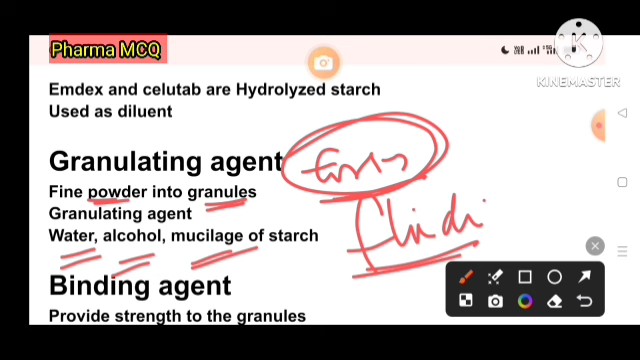 Pharma MCQ
KINEMASTER
Emdex and celutab are Hydrolyzed starch
Used as diluent
Granulating agent
Fine powder into granules
Granulating agent
Water, alcohol, mucilage of starch
Binding agent
Provide strength to the granules